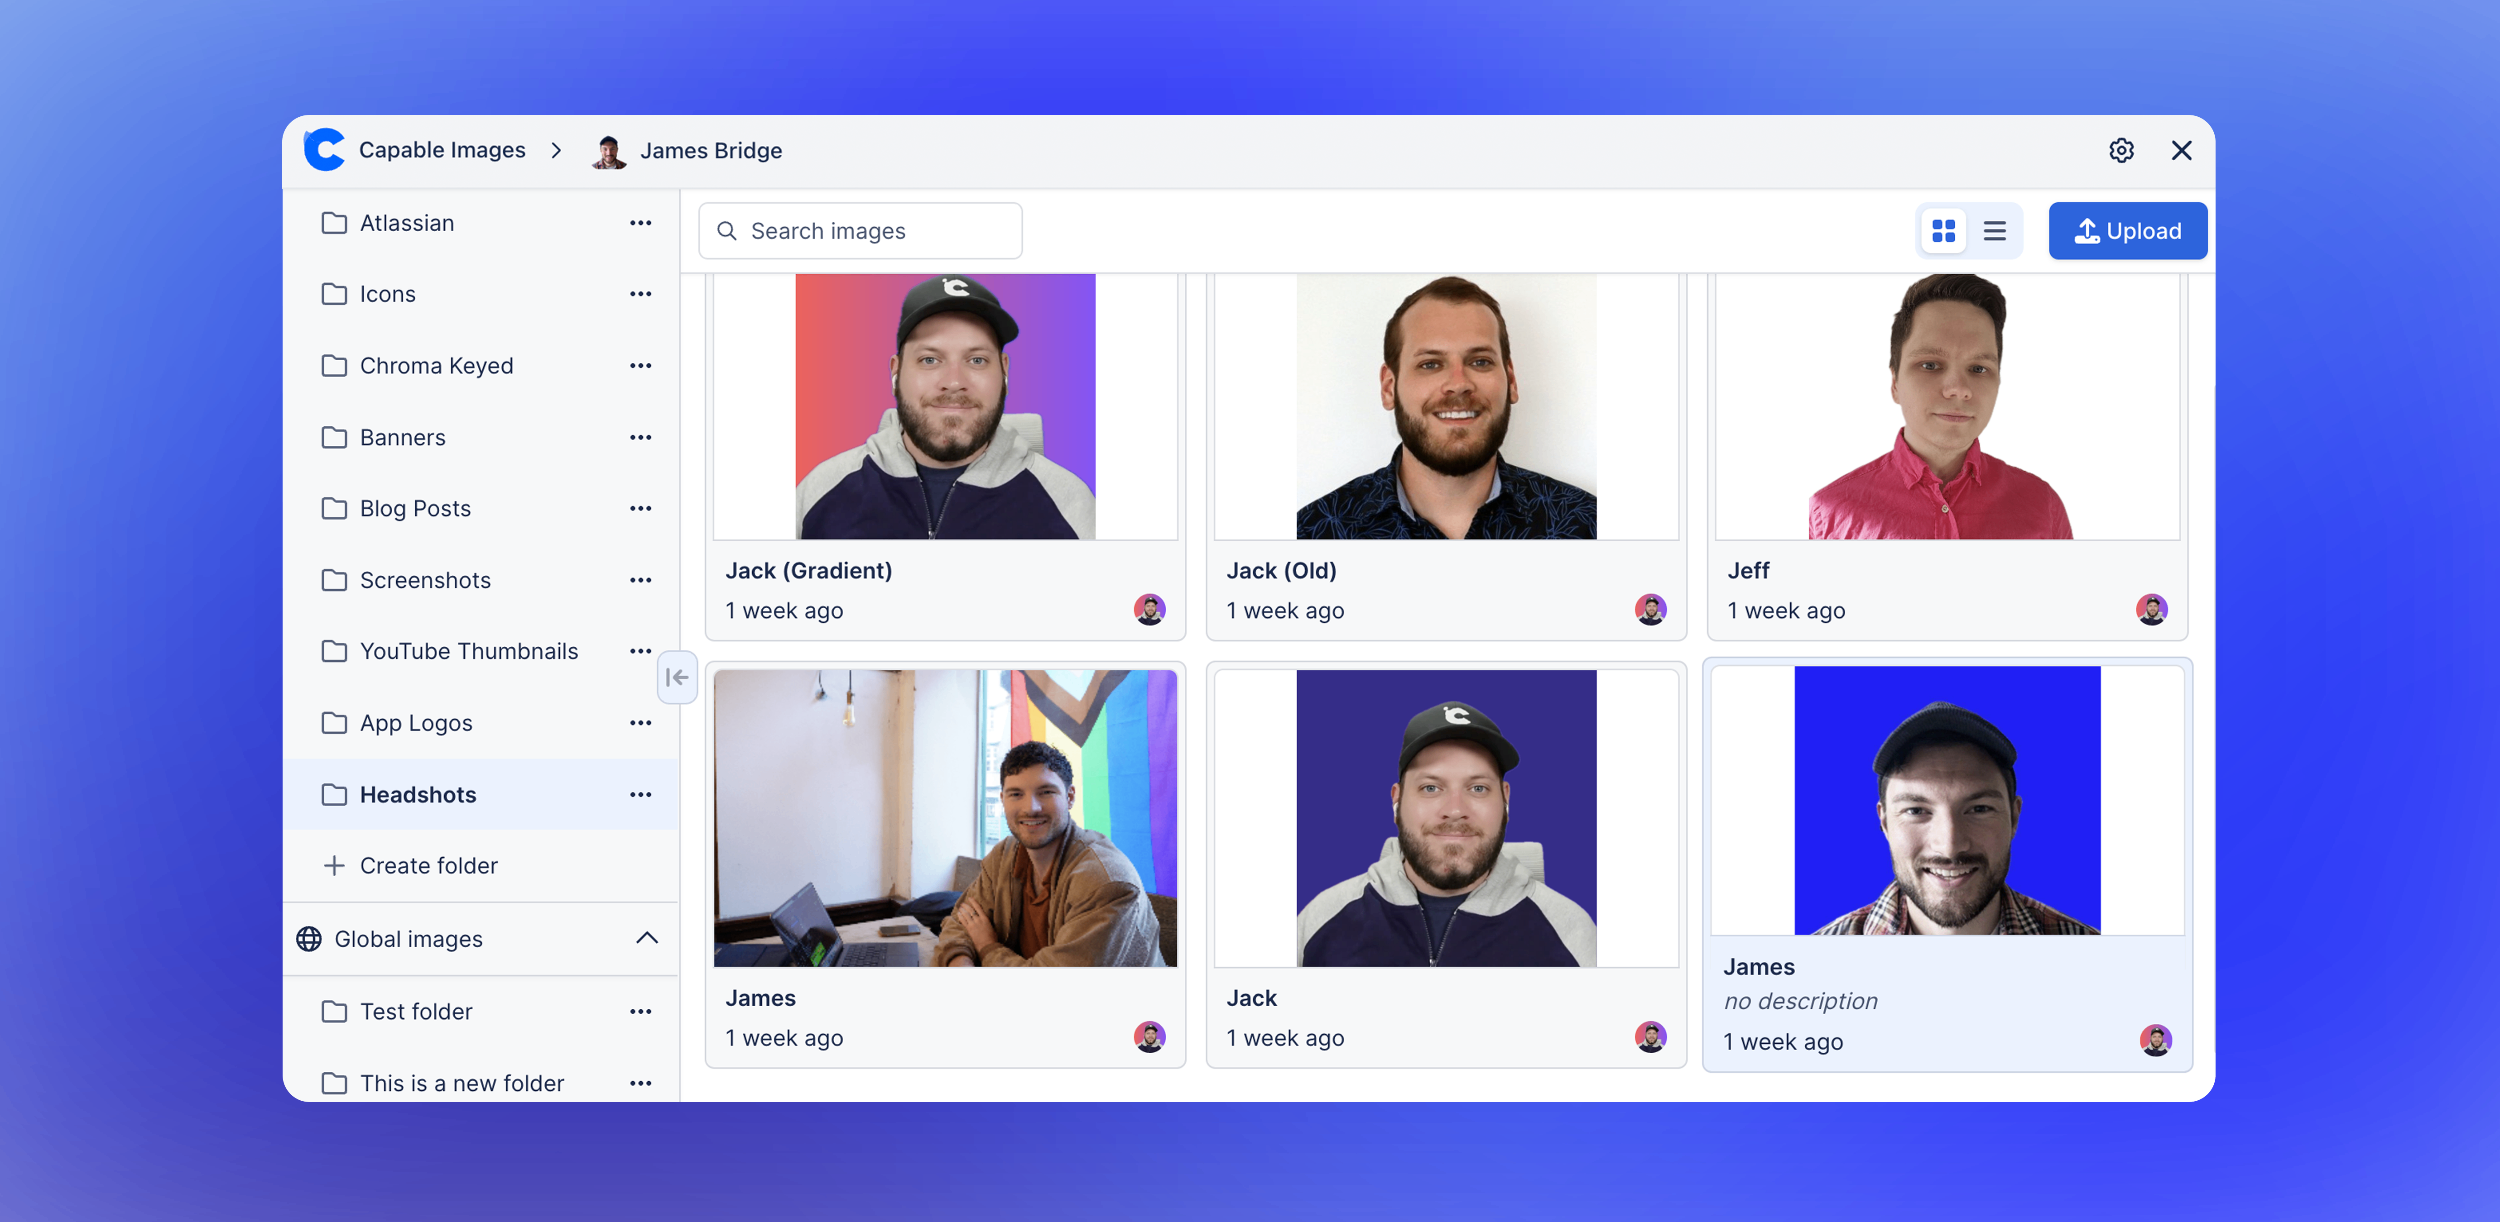 Capable Images
James Bridge
Atlassian
Icons
Chroma Keyed
Banners
Blog Posts
Screenshots
YouTube Thumbnails
App Logos
Headshots
Create folder
Global images
Test folder
This is a new folder
Search images
Upload
Jack (Gradient)
1 week ago
Jack (Old)
1 week ago
Jeff
1 week ago
James
1 week ago
Jack
1 week ago
James
no description
1 week ago